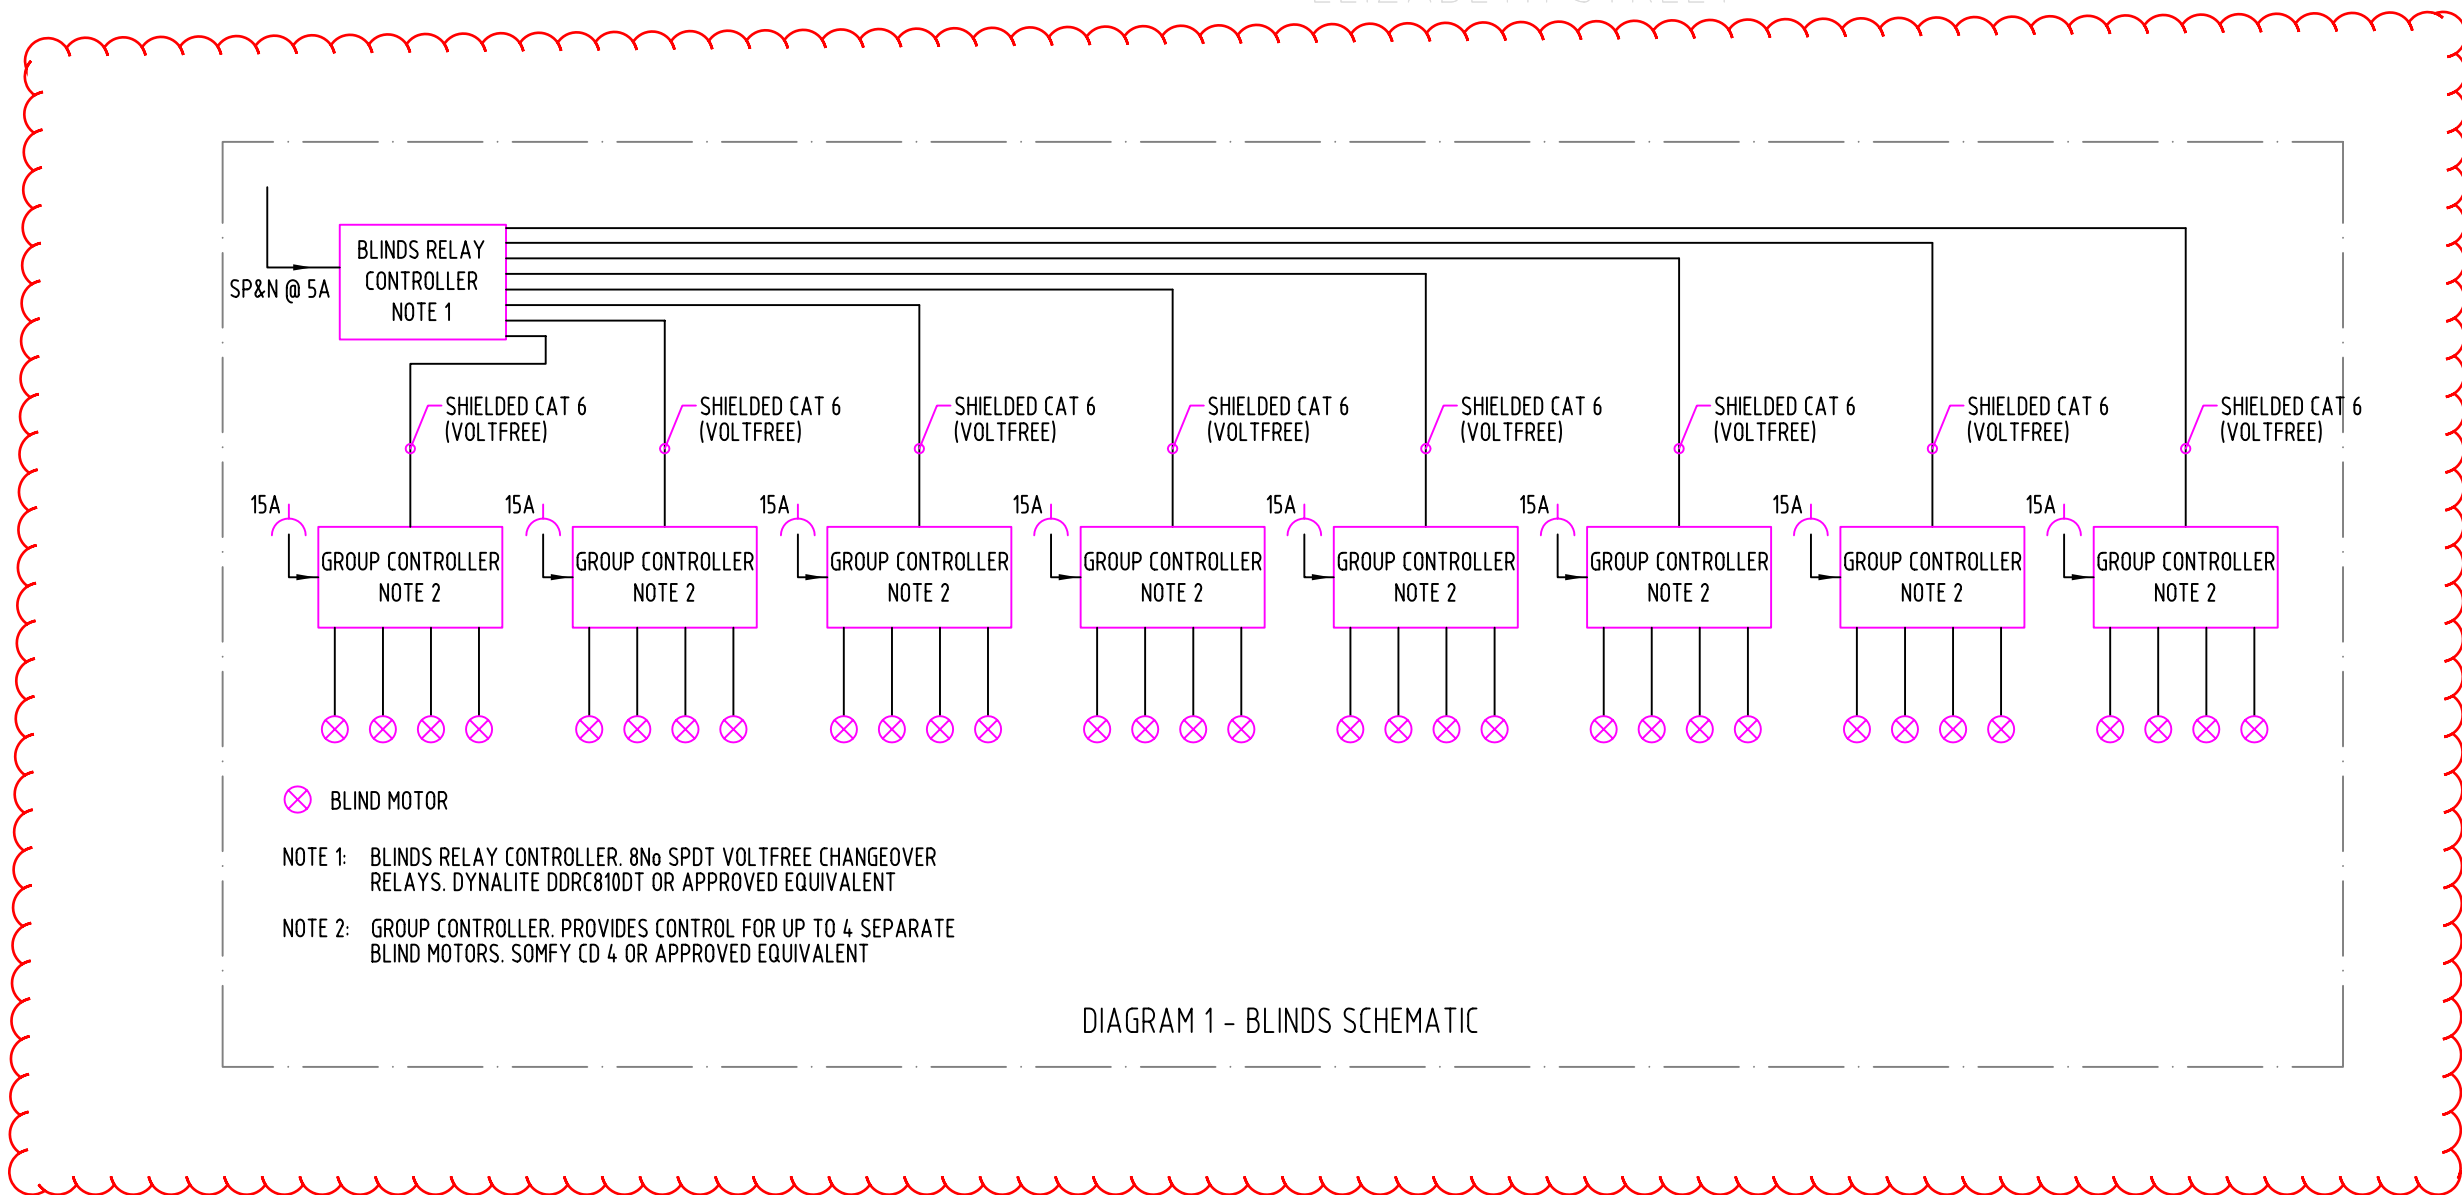 BLINDS RELAY
CONTROLLER
NOTE 1
SP&N @ 5A
SHIELDED CAT 6
(VOLTFREE)
SHIELDED CAT 6
(VOLTFREE)
SHIELDED CAT 6
(VOLTFREE)
SHIELDED CAT 6
(VOLTFREE)
SHIELDED CAT 6
(VOLTFREE)
SHIELDED CAT 6
(VOLTFREE)
SHIELDED CAT 6
(VOLTFREE)
SHIELDED CAT 6
(VOLTFREE)
15A
15A
15A
15A
15A
15A
15A
15A
GROUP CONTROLLER
NOTE 2
GROUP CONTROLLER
NOTE 2
GROUP CONTROLLER
NOTE 2
GROUP CONTROLLER
NOTE 2
GROUP CONTROLLER
NOTE 2
GROUP CONTROLLER
NOTE 2
GROUP CONTROLLER
NOTE 2
GROUP CONTROLLER
NOTE 2
BLIND MOTOR
NOTE 1: BLINDS RELAY CONTROLLER. 8No SPDT VOLTFREE CHANGEOVER
RELAYS. DYNALITE DDRC810DT OR APPROVED EQUIVALENT
NOTE 2: GROUP CONTROLLER. PROVIDES CONTROL FOR UP TO 4 SEPARATE
BLIND MOTORS. SOMFY CD 4 OR APPROVED EQUIVALENT
DIAGRAM 1 - BLINDS SCHEMATIC